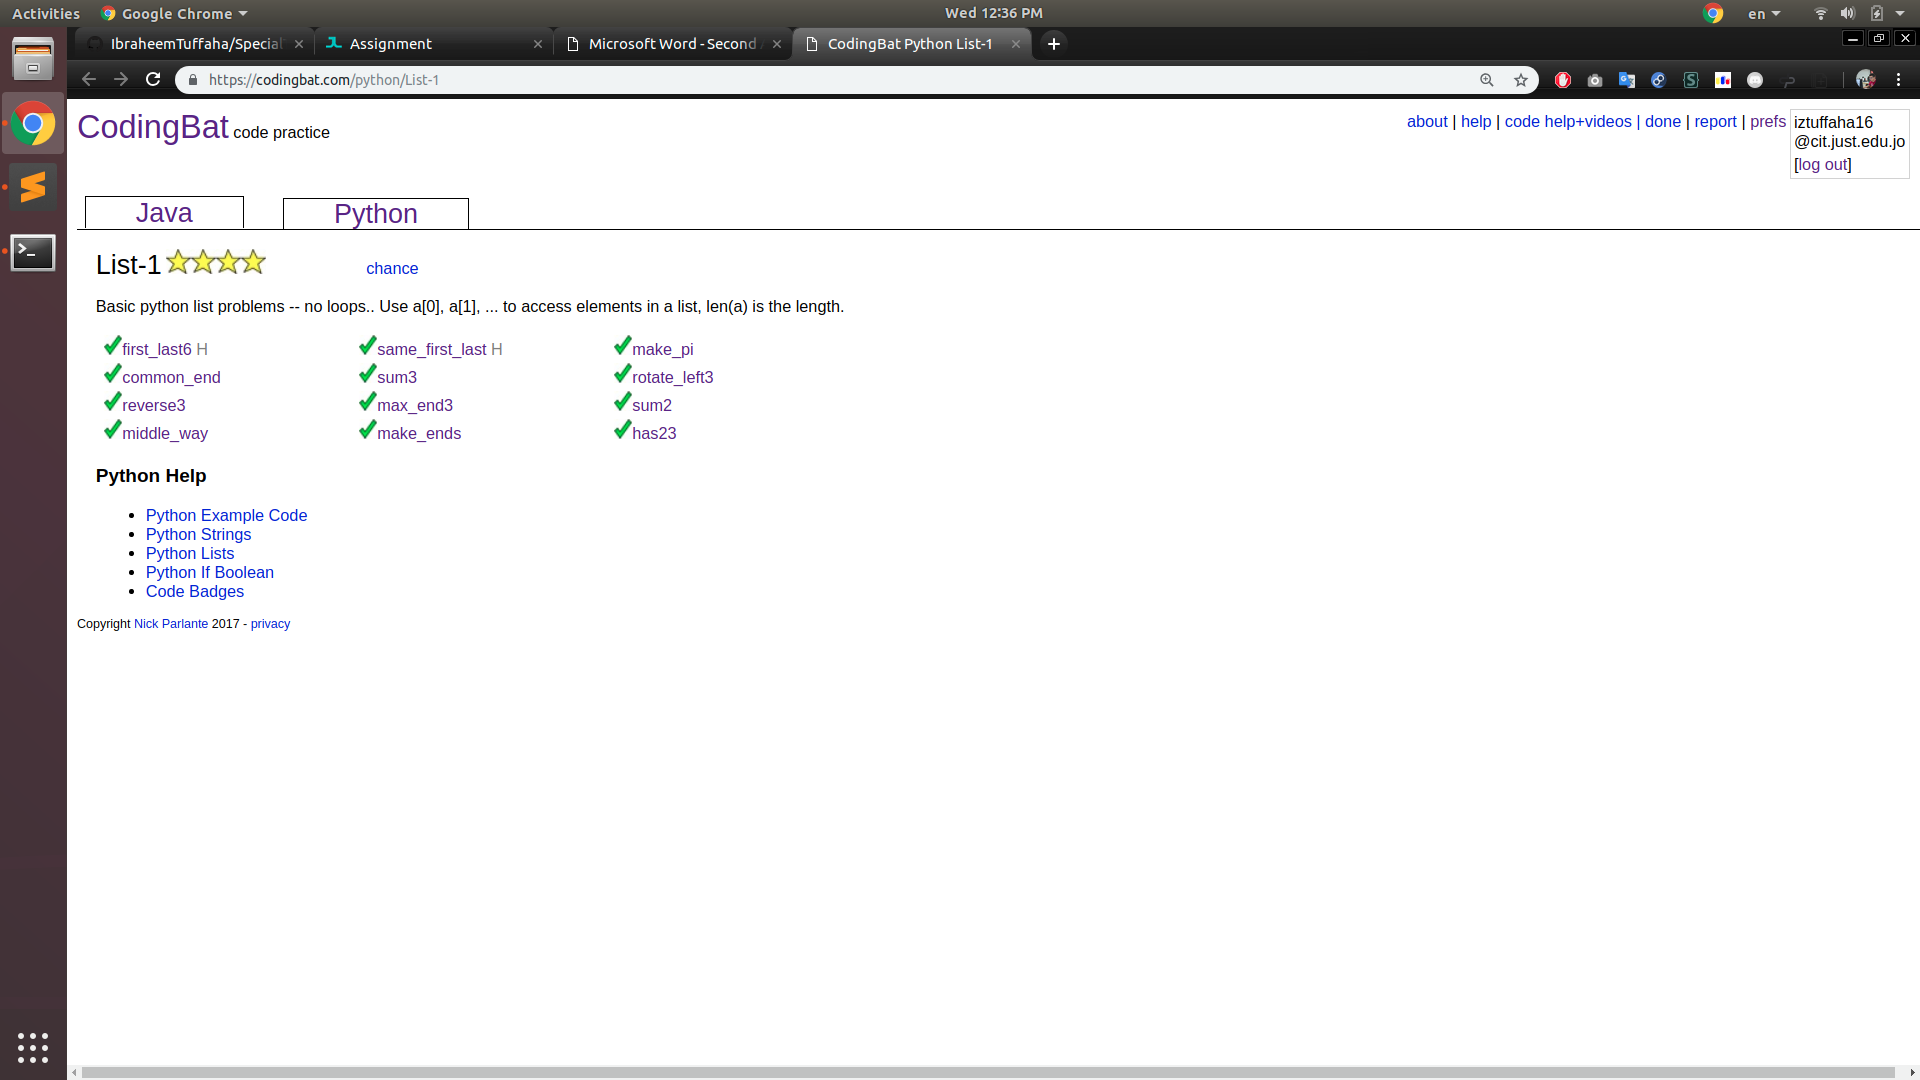 Activities Google Chrome Wed 12:36 PM en
IbraheemTuffaha/Special Assignment Microsoft Word - Second CodingBat Python List-1
https://codingbat.com/python/List-1
CodingBat code practice
about | help | code help+videos | done | report | prefs
iztuffaha16
@cit.just.edu.jo
[log out]
Java Python
List-1 chance
Basic python list problems -- no loops.. Use a[0], a[1], ... to access elements in a list, len(a) is the length.
first_last6 H same_first_last H make_pi
common_end sum3 rotate_left3
reverse3 max_end3 sum2
middle_way make_ends has23
Python Help
Python Example Code
Python Strings
Python Lists
Python If Boolean
Code Badges
Copyright Nick Parlante 2017 - privacy